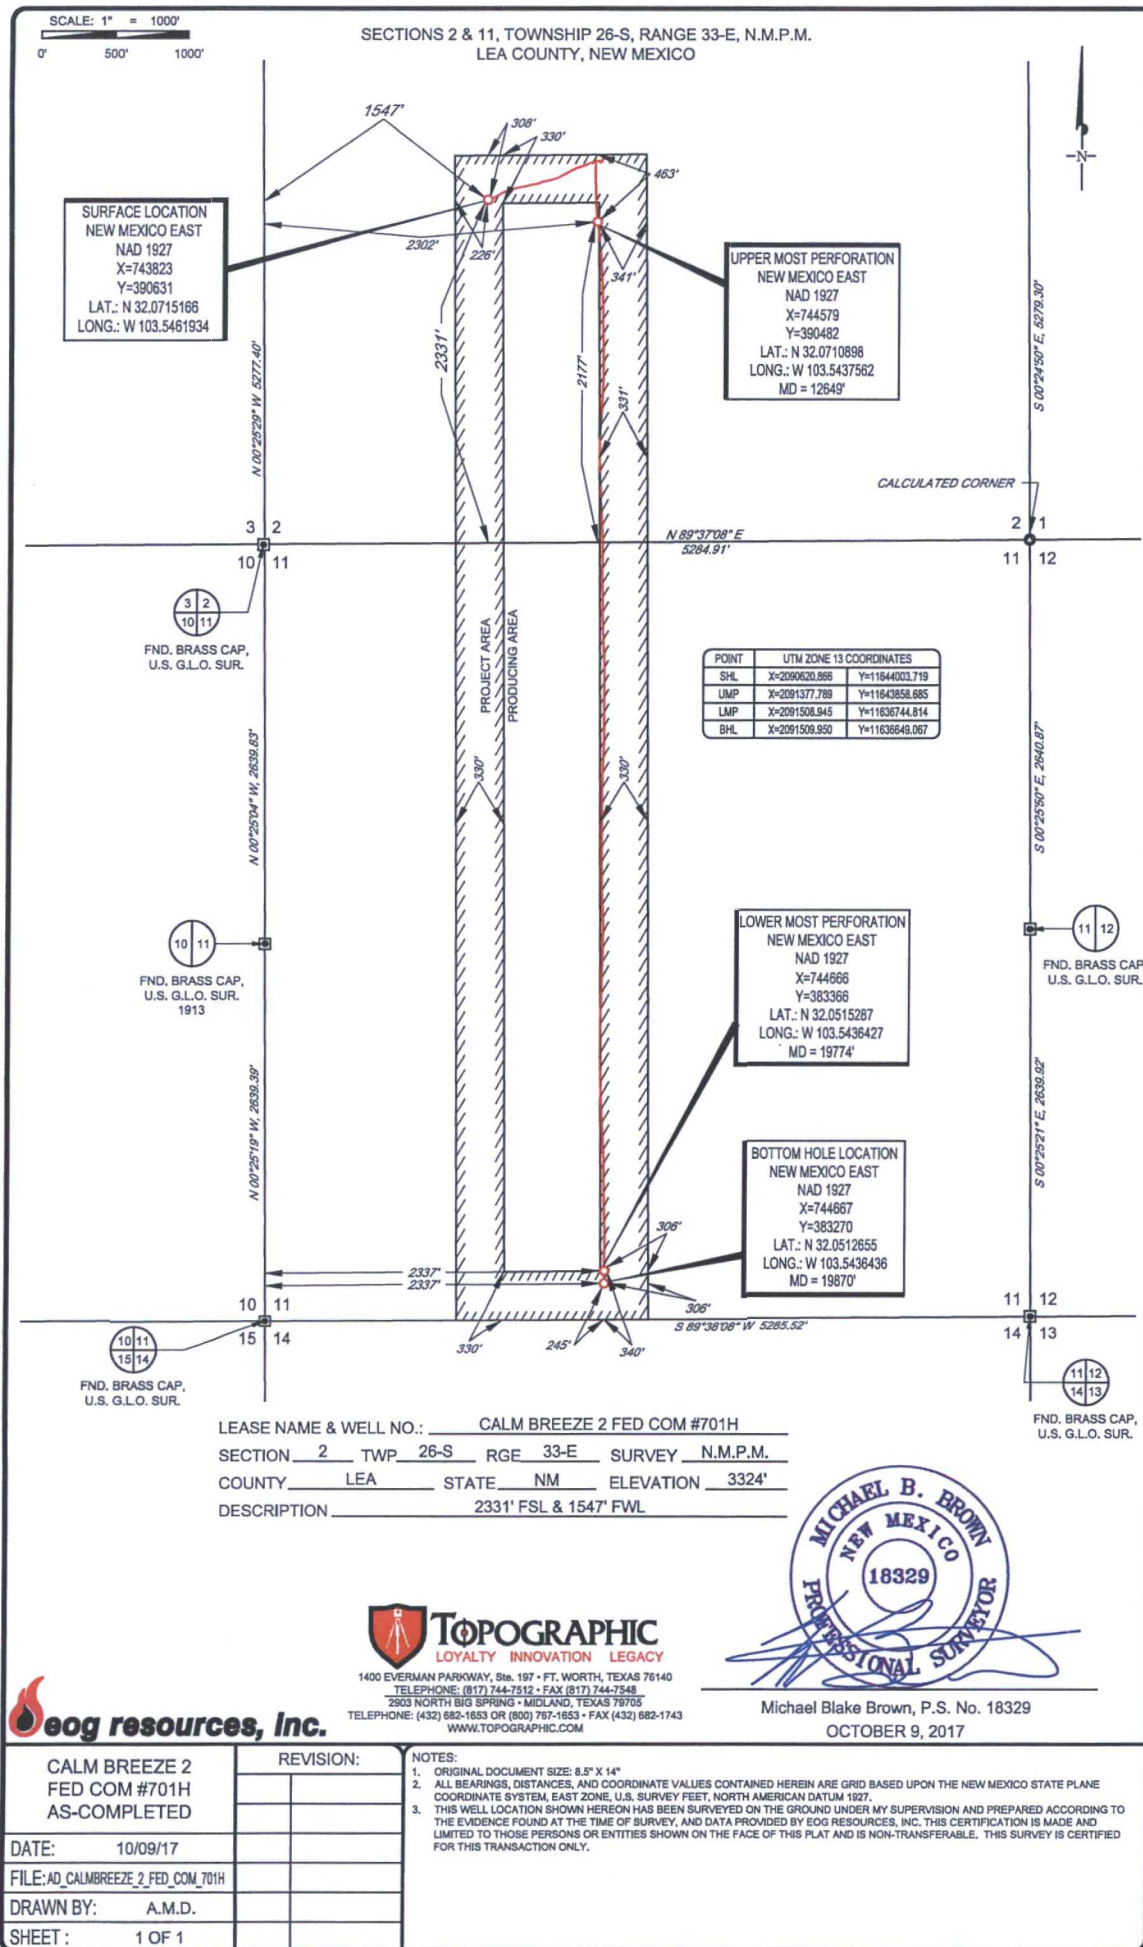 SCALE: 1" = 1000'
0' 500' 1000'
SECTIONS 2 & 11, TOWNSHIP 26-S, RANGE 33-E, N.M.P.M.
LEA COUNTY, NEW MEXICO
N
1547'
308'
330'
463'
SURFACE LOCATION
NEW MEXICO EAST
NAD 1927
X=743823
Y=390631
LAT.: N 32.0715166
LONG.: W 103.5461934
2302'
226'
341'
UPPER MOST PERFORATION
NEW MEXICO EAST
NAD 1927
X=744579
Y=390482
LAT.: N 32.0710898
LONG.: W 103.5437562
MD = 12649'
N 00°25'29" W 5277.40'
2331'
2177'
331'
S 00°24'50" E, 5279.30'
CALCULATED CORNER
3 2
10 11
N 89°37'08" E
5284.91'
2 1
11 12
3 2
10 11
FND. BRASS CAP,
U.S. G.L.O. SUR.
PROJECT AREA
PRODUCING AREA
POINT UTM ZONE 13 COORDINATES
SHL X=2090620.866 Y=11644003.719
UMP X=2091377.789 Y=11643858.685
LMP X=2091508.945 Y=11636744.814
BHL X=2091509.950 Y=11636649.067
N 00°25'04" W, 2639.83'
330'
330'
S 00°25'50" E, 2640.87'
10 11
FND. BRASS CAP,
U.S. G.L.O. SUR.
1913
11 12
FND. BRASS CAP,
U.S. G.L.O. SUR.
LOWER MOST PERFORATION
NEW MEXICO EAST
NAD 1927
X=744666
Y=383366
LAT.: N 32.0515287
LONG.: W 103.5436427
MD = 19774'
N 00°25'19" W, 2639.39'
S 00°25'21" E, 2639.92'
BOTTOM HOLE LOCATION
NEW MEXICO EAST
NAD 1927
X=744667
Y=383270
LAT.: N 32.0512655
LONG.: W 103.5436436
MD = 19870'
306'
2337'
2337'
306'
10 11
15 14
S 89°38'08" W 5285.52'
11 12
14 13
330'
245'
340'
10 11
15 14
FND. BRASS CAP,
U.S. G.L.O. SUR.
11 12
14 13
FND. BRASS CAP,
U.S. G.L.O. SUR.
LEASE NAME & WELL NO.: CALM BREEZE 2 FED COM #701H
SECTION 2 TWP 26-S RGE 33-E SURVEY N.M.P.M.
COUNTY LEA STATE NM ELEVATION 3324'
DESCRIPTION 2331' FSL & 1547' FWL
MICHAEL B. BROWN
NEW MEXICO
18329
PROFESSIONAL SURVEYOR
TOPOGRAPHIC
LOYALTY INNOVATION LEGACY
1400 EVERMAN PARKWAY, Ste. 197 • FT. WORTH, TEXAS 76140
TELEPHONE: (817) 744-7512 • FAX (817) 744-7548
2903 NORTH BIG SPRING • MIDLAND, TEXAS 79705
TELEPHONE: (432) 682-1653 OR (800) 767-1653 • FAX (432) 682-1743
WWW.TOPOGRAPHIC.COM
Michael Blake Brown, P.S. No. 18329
OCTOBER 9, 2017
eog resources, inc.
CALM BREEZE 2
FED COM #701H
AS-COMPLETED
REVISION:
DATE: 10/09/17
FILE:AD_CALMBREEZE_2_FED_COM_701H
DRAWN BY: A.M.D.
SHEET : 1 OF 1
NOTES:
1. ORIGINAL DOCUMENT SIZE: 8.5" X 14"
2. ALL BEARINGS, DISTANCES, AND COORDINATE VALUES CONTAINED HEREIN ARE GRID BASED UPON THE NEW MEXICO STATE PLANE
COORDINATE SYSTEM, EAST ZONE, U.S. SURVEY FEET, NORTH AMERICAN DATUM 1927.
3. THIS WELL LOCATION SHOWN HEREON HAS BEEN SURVEYED ON THE GROUND UNDER MY SUPERVISION AND PREPARED ACCORDING TO
THE EVIDENCE FOUND AT THE TIME OF SURVEY, AND DATA PROVIDED BY EOG RESOURCES, INC. THIS CERTIFICATION IS MADE AND
LIMITED TO THOSE PERSONS OR ENTITIES SHOWN ON THE FACE OF THIS PLAT AND IS NON-TRANSFERABLE. THIS SURVEY IS CERTIFIED
FOR THIS TRANSACTION ONLY.